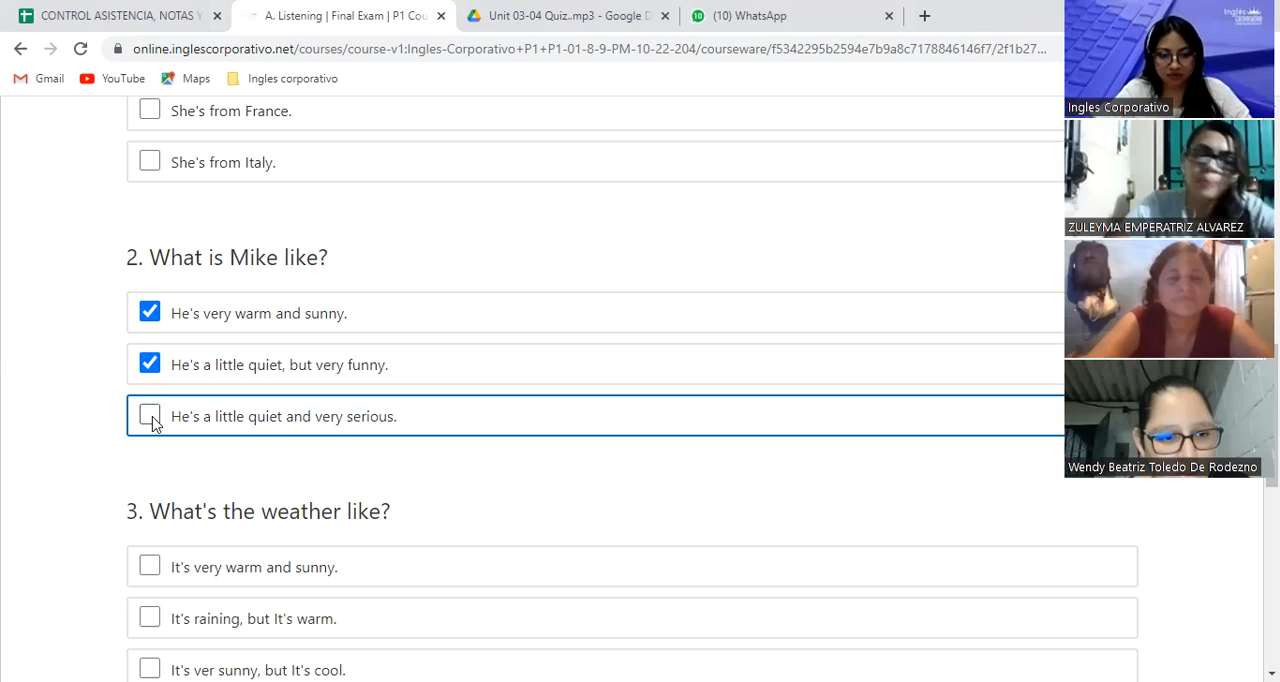 CONTROL ASISTENCIA, NOTAS Y
A. Listening | Final Exam | P1 Cou
Unit 03-04 Quiz..mp3 - Google D
(10) WhatsApp
online.inglescorporativo.net/courses/course-v1:Ingles-Corporativo+P1+P1-01-8-9-PM-10-22-204/courseware/f5342295b2594e7b9a8c7178846146f7/2f1b27...
Gmail
YouTube
Maps
Ingles corporativo
She's from France.
She's from Italy.
2. What is Mike like?
He's very warm and sunny.
He's a little quiet, but very funny.
He's a little quiet and very serious.
3. What's the weather like?
It's very warm and sunny.
It's raining, but It's warm.
It's ver sunny, but It's cool.
Ingles Corporativo
ZULEYMA EMPERATRIZ ALVAREZ
Wendy Beatriz Toledo De Rodezno